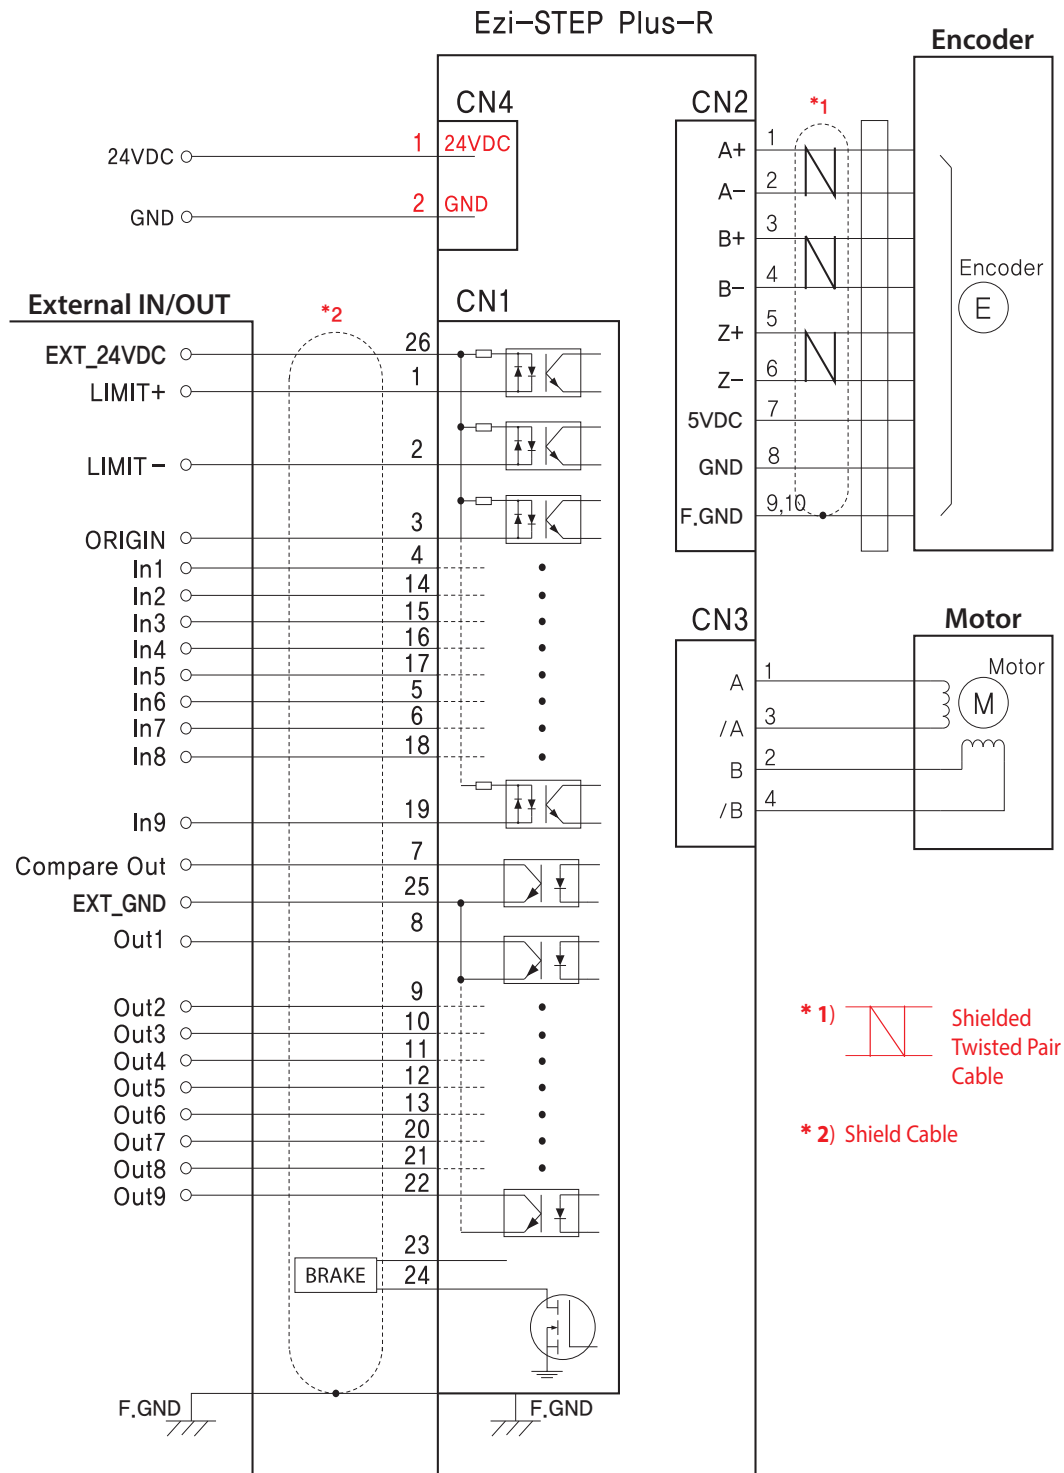 Ezi-STEP Plus-R
CN4
1 24VDC
24VDC
2 GND
GND
External IN/OUT
*2
CN1
EXT_24VDC 26
LIMIT+ 1
LIMIT- 2
ORIGIN 3
In1 4
In2 14
In3 15
In4 16
In5 17
In6 5
In7 6
In8 18
In9 19
Compare Out 7
EXT_GND 25
Out1 8
Out2 9
Out3 10
Out4 11
Out5 12
Out6 13
Out7 20
Out8 21
Out9 22
23
BRAKE 24
F.GND
F.GND
Encoder
CN2
*1
A+ 1
A- 2
B+ 3
B- 4
Z+ 5
Z- 6
5VDC 7
GND 8
F.GND 9,10
Encoder
E
CN3
Motor
A 1
/A 3
B 2
/B 4
Motor
M
* 1) Shielded
Twisted Pair
Cable
* 2) Shield Cable